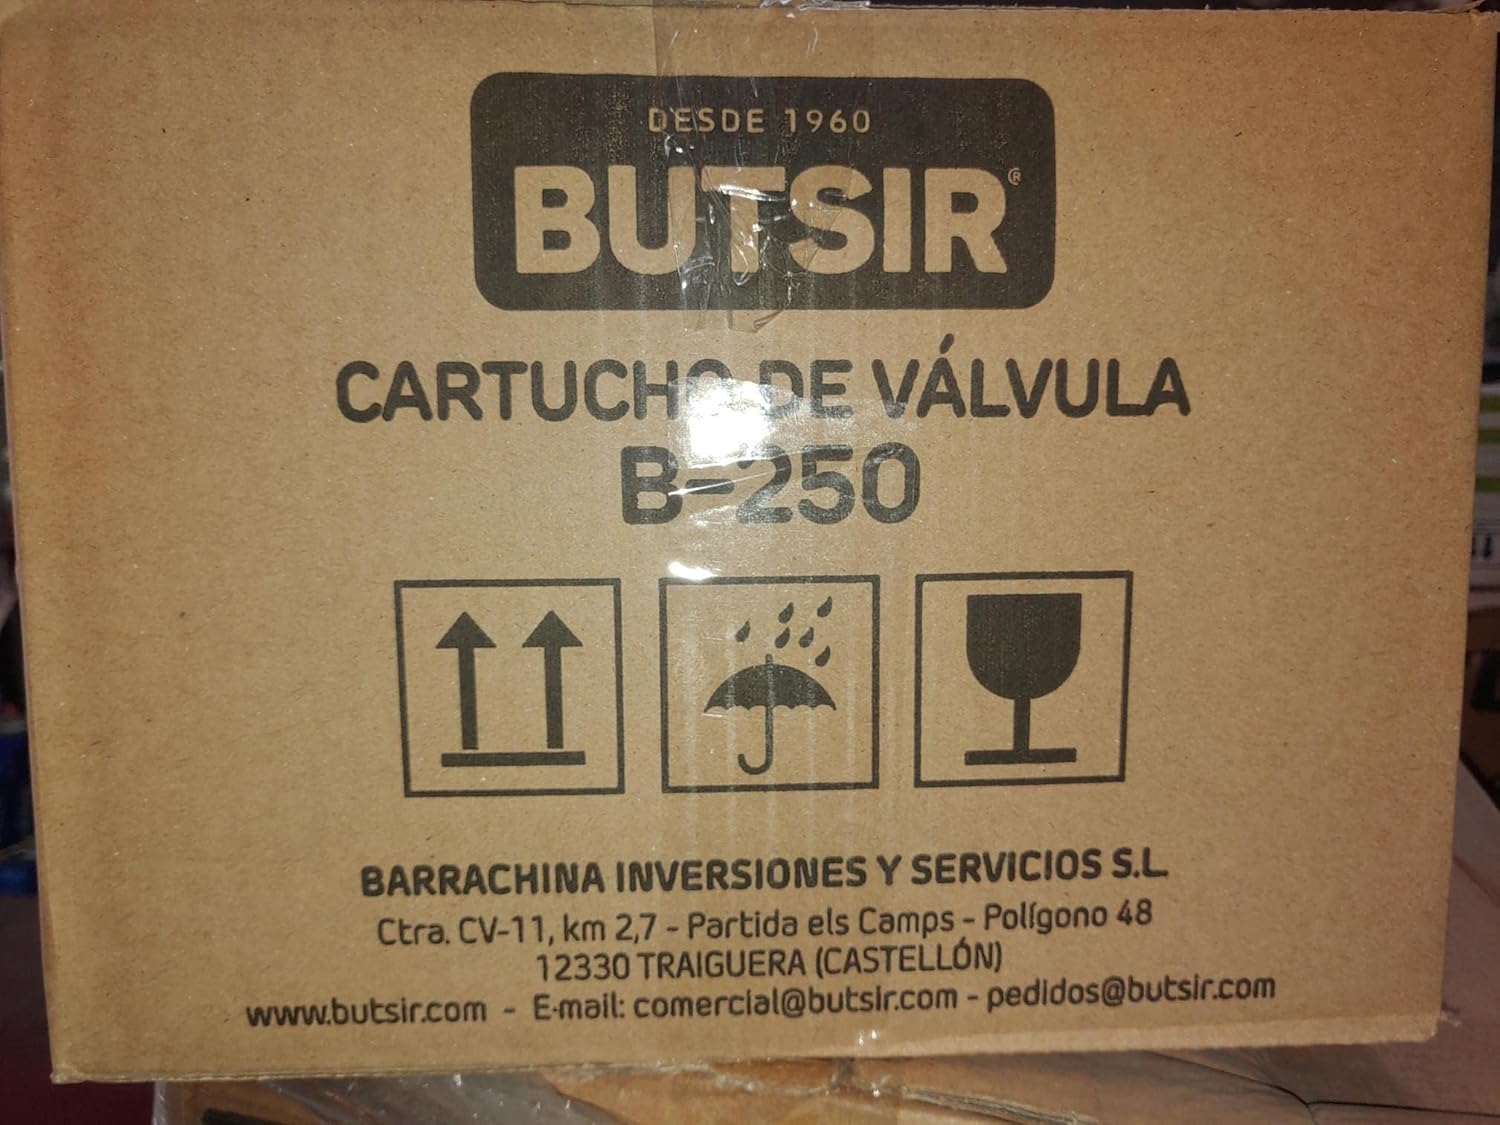 DESDE 1960
BUTSIR®
CARTUCHO DE VÁLVULA
B-250
BARRACHINA INVERSIONES Y SERVICIOS S.L
Ctra. CV-11, km 2,7 - Partida els Camps - Polígono 48
12330 TRAIGUERA (CASTELLÓN)
www.butsir.com - E-mail: comercial@butsir.com - pedidos@butsir.com